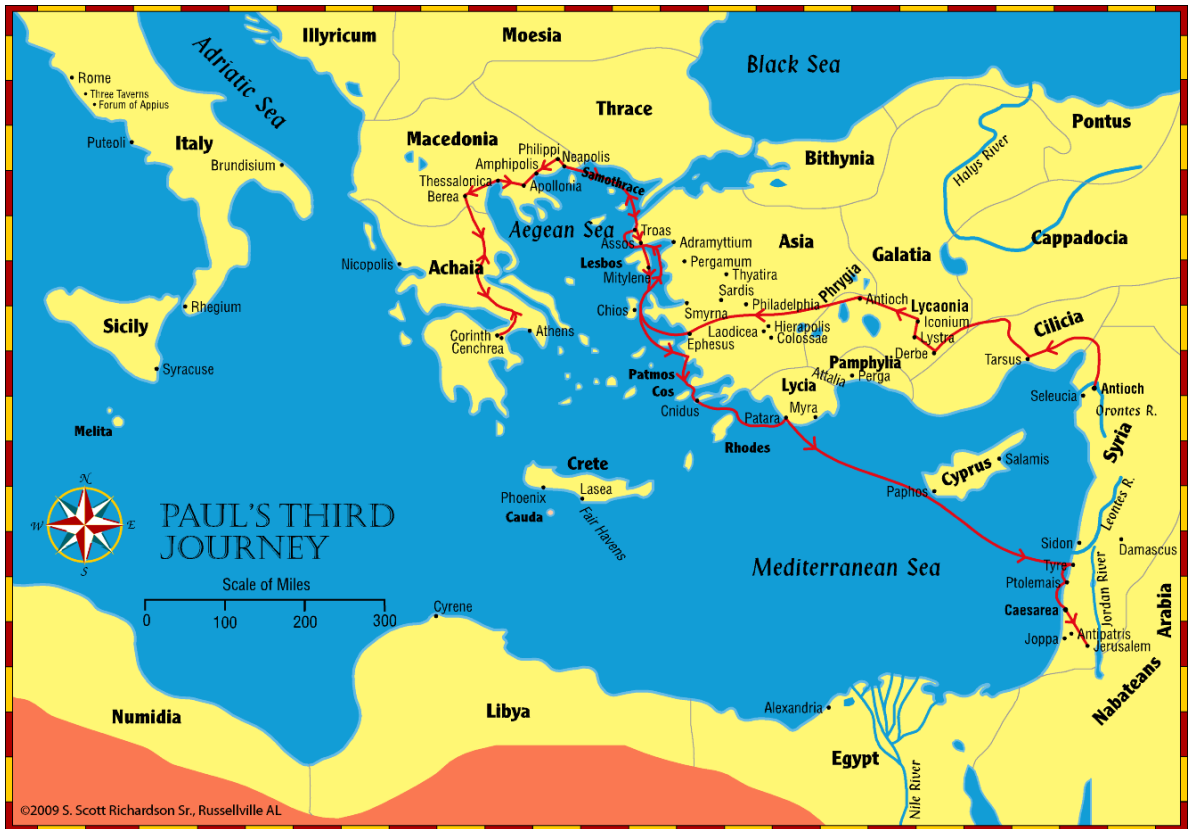 Illyricum
Moesia
Black Sea
Adriatic Sea
Rome
Three Taverns
Forum of Appius
Thrace
Pontus
Puteoli
Italy
Macedonia
Brundisium
Philippi
Neapolis
Amphipolis
Bithynia
Halys River
Thessalonica
Apollonia
Samothrace
Berea
Aegean Sea
Troas
Assos
Adramyttium
Asia
Galatia
Cappadocia
Nicopolis
Achaia
Lesbos
Pergamum
Mitylene
Thyatira
Phrygia
Sardis
Antioch
Lycaonia
Rhegium
Chios
Smyrna
Philadelphia
Iconium
Cilicia
Sicily
Corinth
Athens
Laodicea
Hierapolis
Lystra
Cenchrea
Ephesus
Colossae
Derbe
Tarsus
Syracuse
Patmos
Pamphylia
Attalia
Perga
Cos
Lycia
Antioch
Cnidus
Seleucia
Orontes R.
Myra
Patara
Melita
Rhodes
Syria
Crete
Cyprus
Salamis
N
Phoenix
Lasea
Paphos
Leontes R.
W
E
S
PAUL'S THIRD
JOURNEY
Cauda
Fair Havens
Sidon
Damascus
Mediterranean Sea
Tyre
Scale of Miles
Ptolemais
Jordan River
0 100 200 300
Cyrene
Caesarea
Arabia
Joppa
Antipatris
Jerusalem
Nabateans
Numidia
Libya
Alexandria
Egypt
Nile River
©2009 S. Scott Richardson Sr., Russellville AL